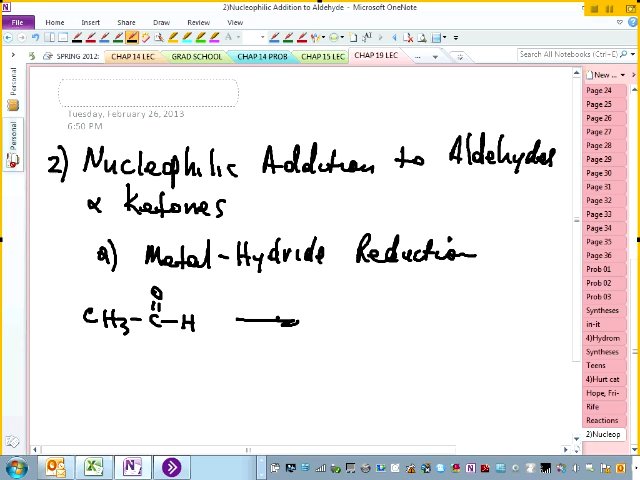 2)Nucleophilic Addition to Aldehyde - Microsoft OneNote
File Home Insert Share Draw Review View
SPRING 2012: CHAP 14 LEC GRAD SCHOOL CHAP 14 PROB CHAP 15 LEC CHAP 19 LEC ...
Search All Notebooks (Ctrl+E)
Personal
Personal
Tuesday, February 26, 2013
6:50 PM
2) Nucleophilic Addition to Aldehydes
& Ketones
a) Metal-Hydride Reduction
O
CH3-C-H
New ...
Page 24
Page 25
Page 26
Page 27
Page 28
Page 29
Page 30
Page 31
Page 32
Page 33
Page 34
Page 35
Page 36
Prob 01
Prob 02
Prob 03
Syntheses
in-it
4)Hydrom
Syntheses
Teens
4)Hurt cat
Hope, Fri-
Rife
Reactions
2)Nucleop